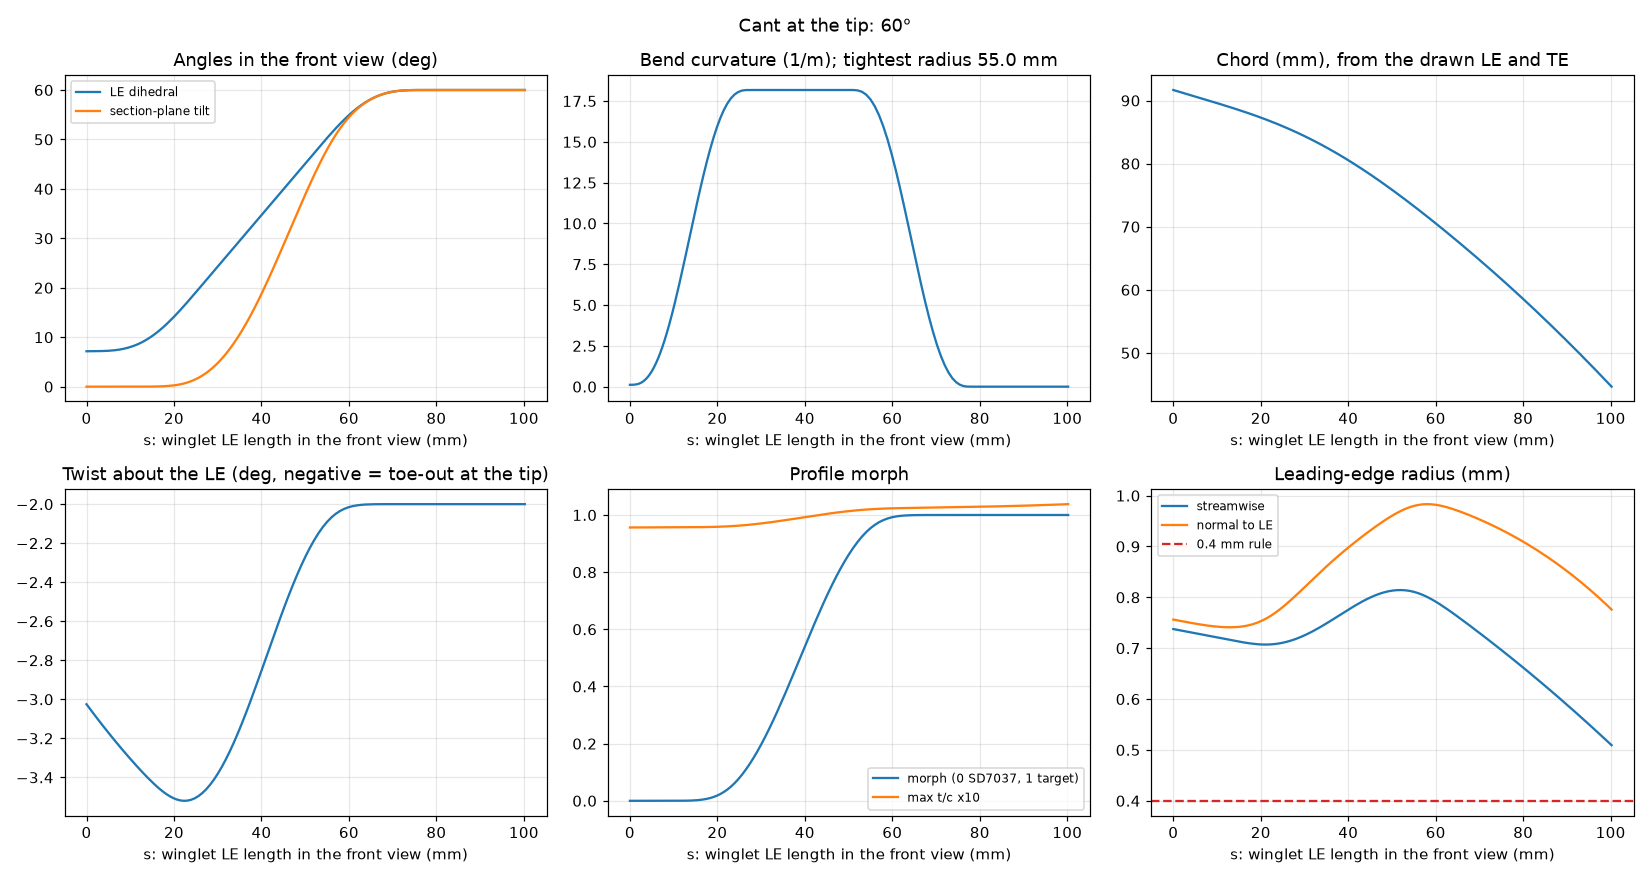 Cant at the tip: 60°
Angles in the front view (deg)
60
50
40
30
20
10
0
LE dihedral
section-plane tilt
0 20 40 60 80 100
s: winglet LE length in the front view (mm)
Bend curvature (1/m); tightest radius 55.0 mm
17.5
15.0
12.5
10.0
7.5
5.0
2.5
0.0
0 20 40 60 80 100
s: winglet LE length in the front view (mm)
Chord (mm), from the drawn LE and TE
90
80
70
60
50
0 20 40 60 80 100
s: winglet LE length in the front view (mm)
Twist about the LE (deg, negative = toe-out at the tip)
−2.0
−2.2
−2.4
−2.6
−2.8
−3.0
−3.2
−3.4
0 20 40 60 80 100
s: winglet LE length in the front view (mm)
Profile morph
1.0
0.8
0.6
0.4
0.2
0.0
morph (0 SD7037, 1 target)
max t/c x10
0 20 40 60 80 100
s: winglet LE length in the front view (mm)
Leading-edge radius (mm)
1.0
0.9
0.8
0.7
0.6
0.5
0.4
streamwise
normal to LE
0.4 mm rule
0 20 40 60 80 100
s: winglet LE length in the front view (mm)